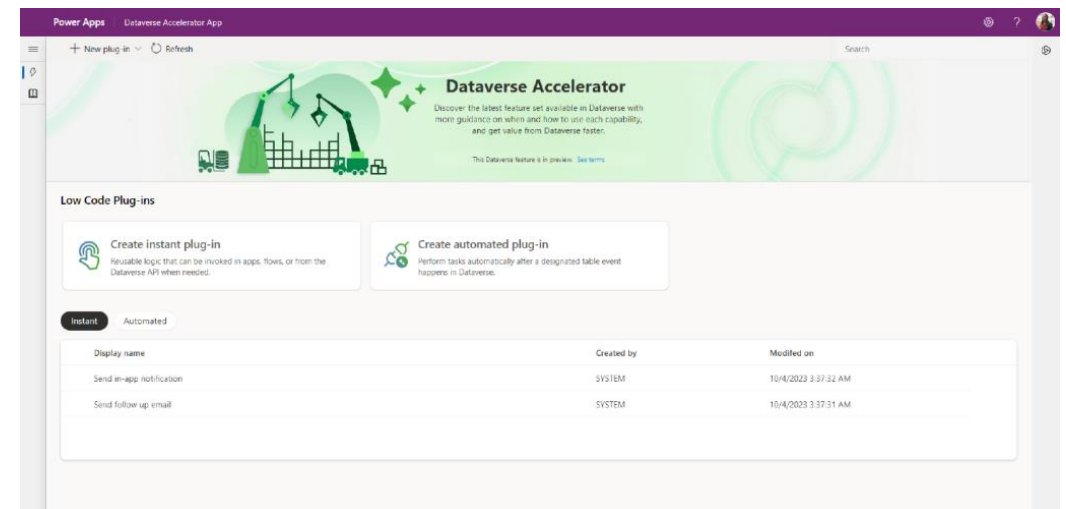 Power Apps Dataverse Accelerator App
?
New plug-in Refresh Search
Dataverse Accelerator
Discover the latest feature set available in Dataverse with
more guidance on when and how to use each capability,
and get value from Dataverse faster.
This Dataverse feature is in preview. See terms
Low Code Plug-ins
Create instant plug-in
Reusable logic that can be invoked in apps, flows, or from the
Dataverse API when needed.
Create automated plug-in
Perform tasks automatically after a designated table event
happens in Dataverse.
Instant Automated
Display name Created by Modifed on
Send in-app notification SYSTEM 10/4/2023 3:37:32 AM
Send follow up email SYSTEM 10/4/2023 3:37:31 AM